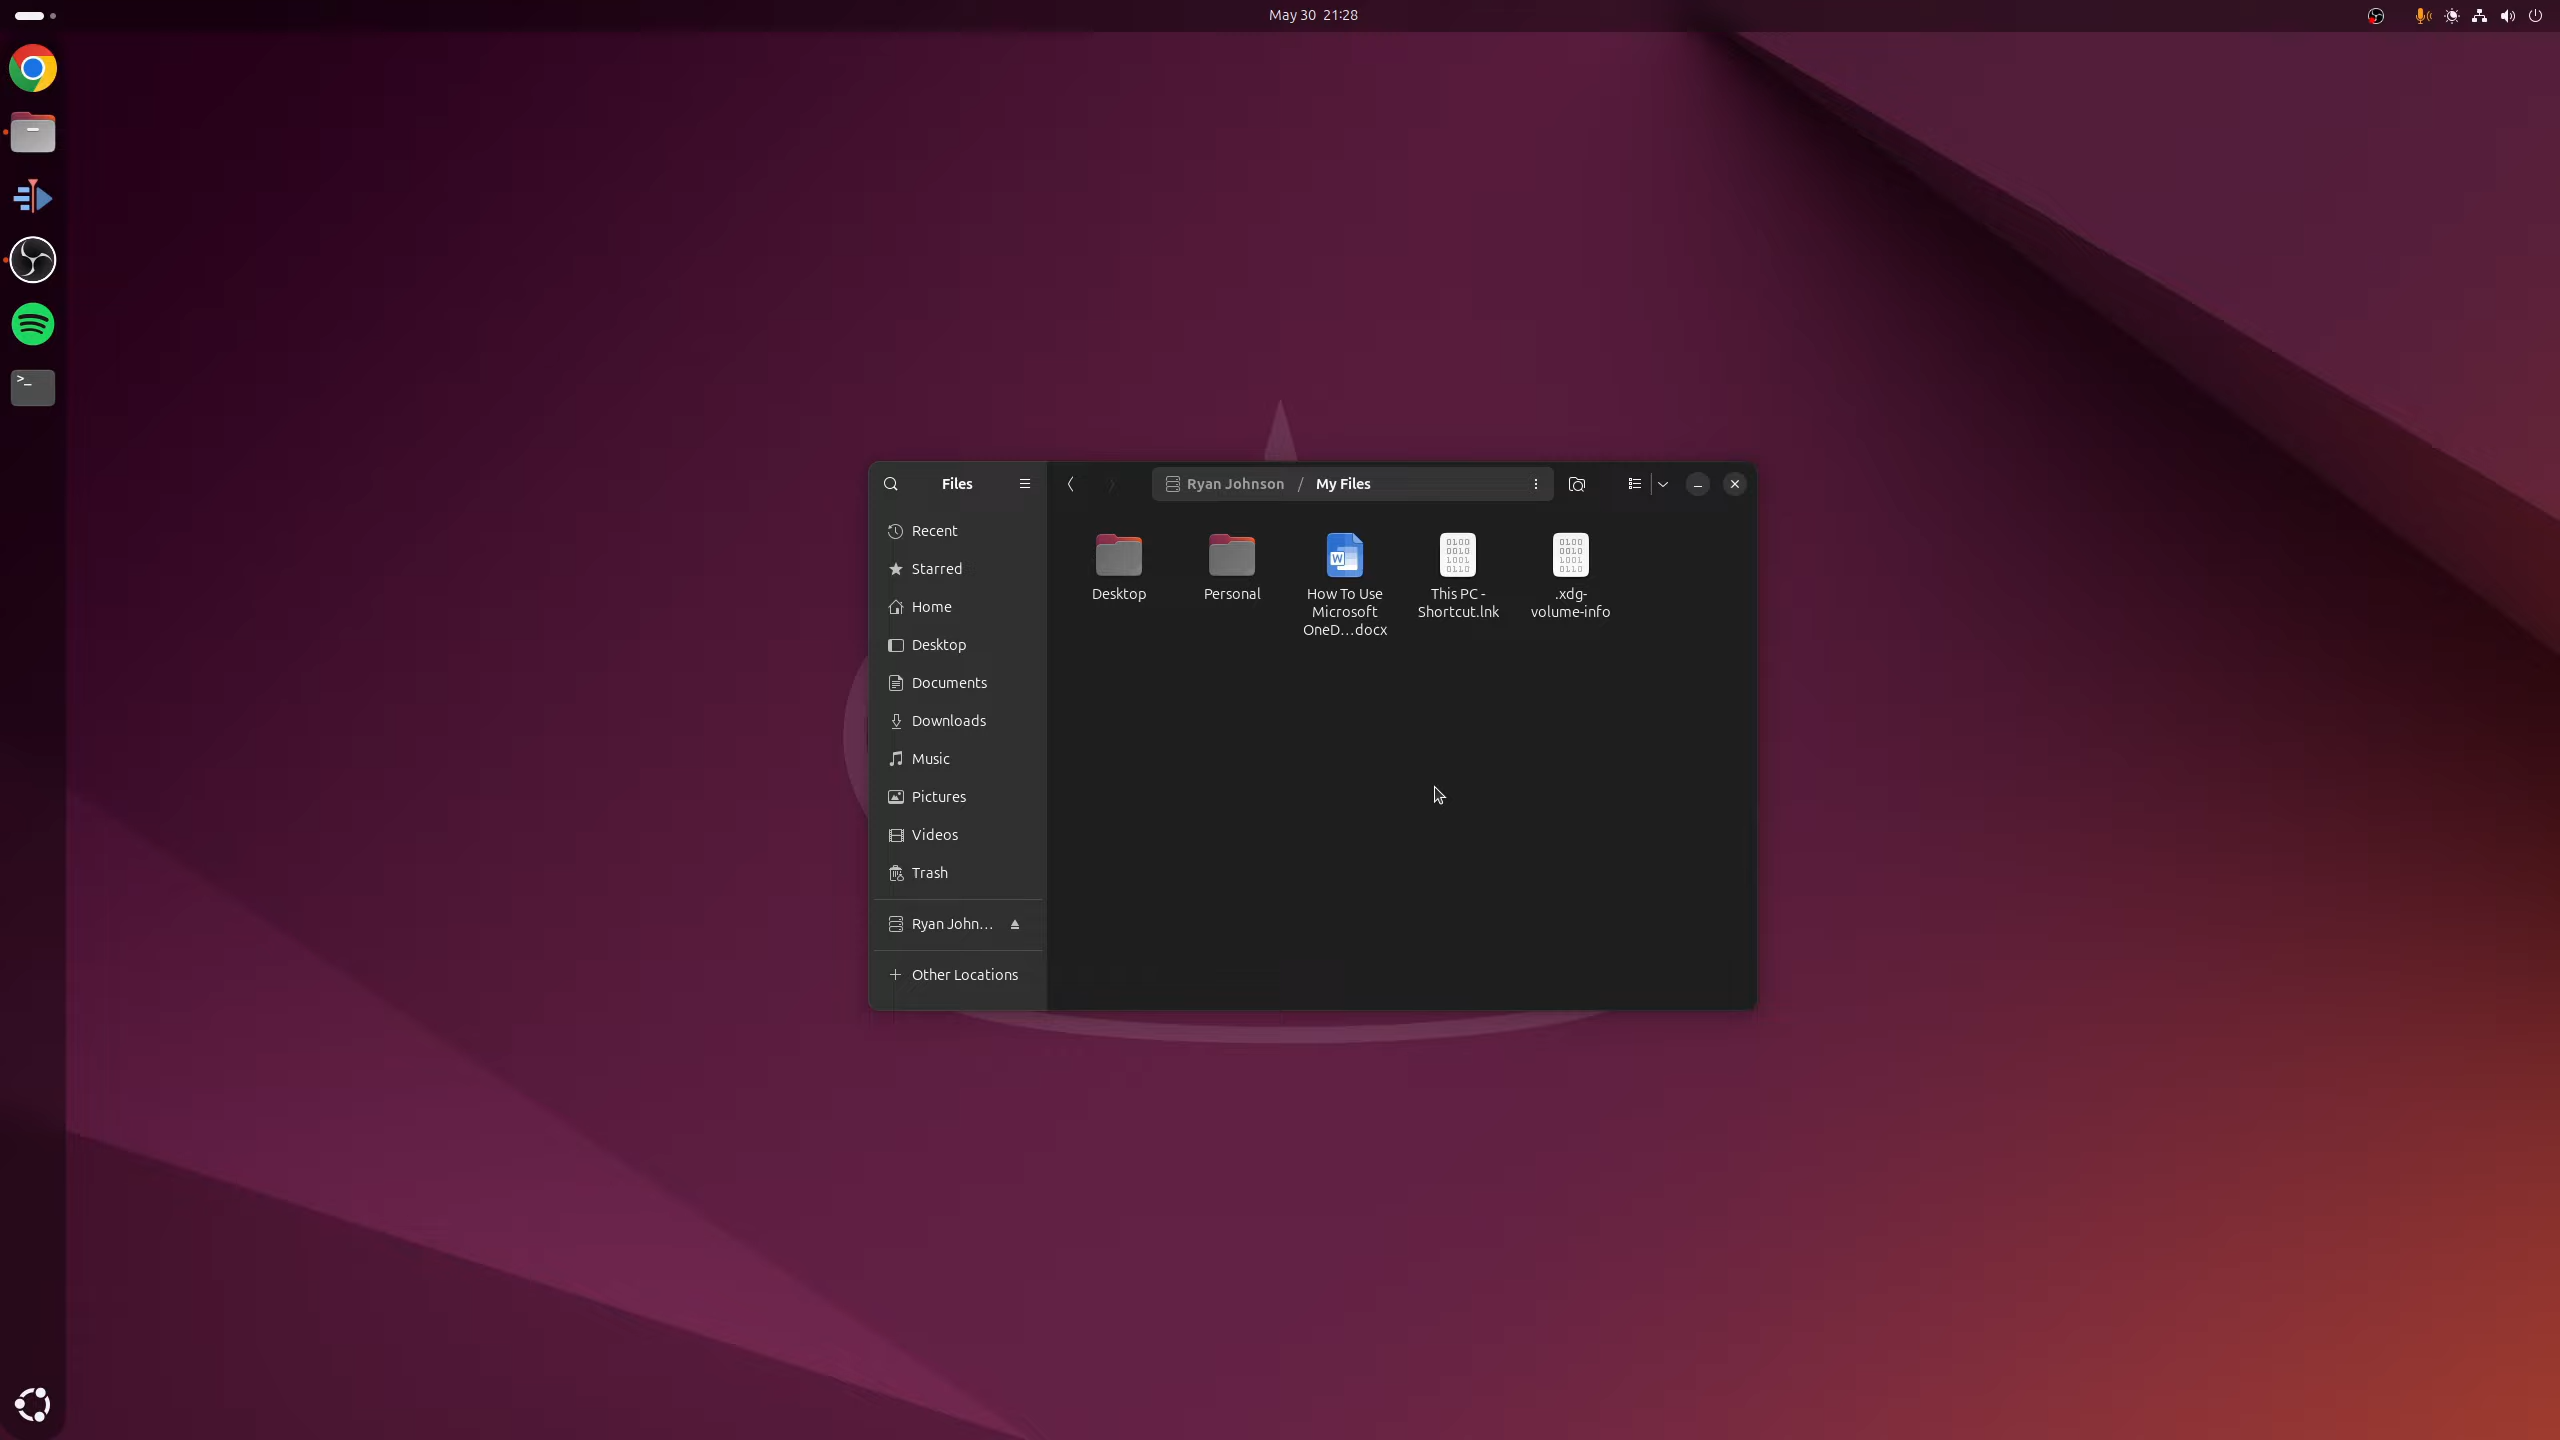 May 30 21:28
Files
Ryan Johnson / My Files
Recent
Starred
Home
Desktop
Documents
Downloads
Music
Pictures
Videos
Trash
Ryan John...
Other Locations
Desktop
Personal
How To Use
Microsoft
OneD...docx
This PC -
Shortcut.lnk
.xdg-
volume-info